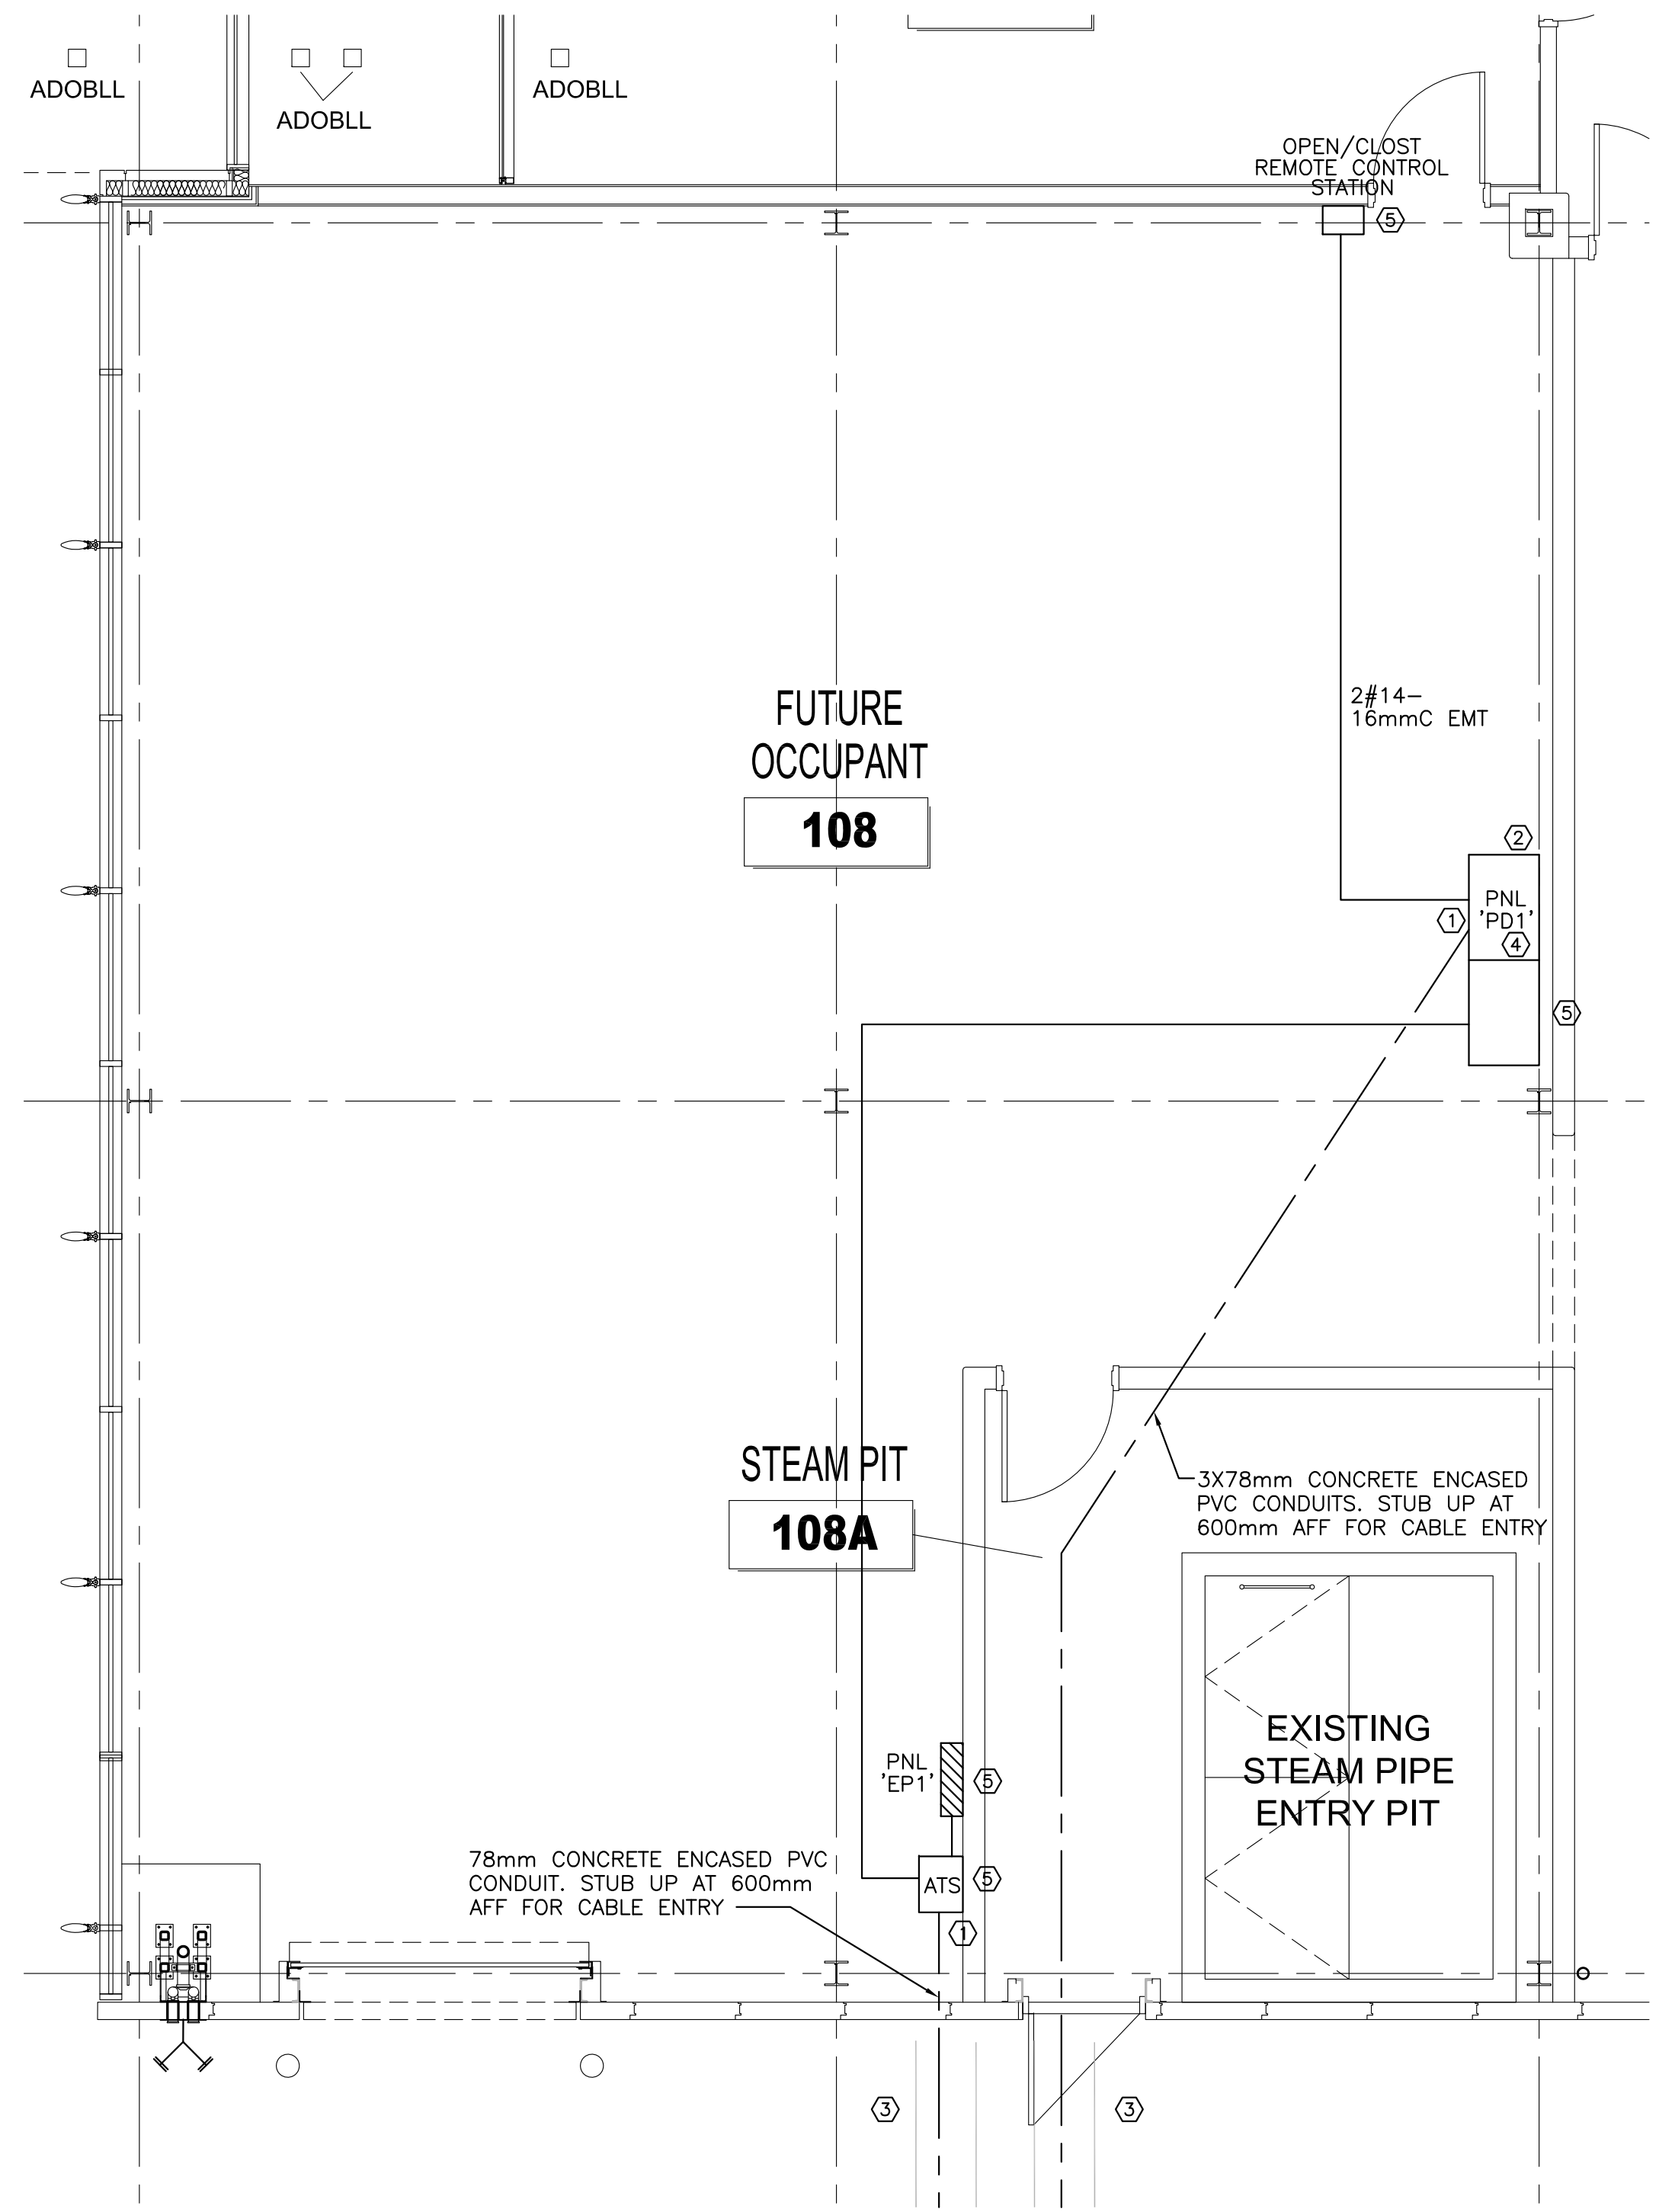 ADOBLL
ADOBLL
ADOBLL
OPEN/CLOST
REMOTE CONTROL
STATION
5
2#14-
16mmC EMT
FUTURE
OCCUPANT
108
2
PNL
'PD1'
1
4
5
STEAM PIT
108A
3X78mm CONCRETE ENCASED
PVC CONDUITS. STUB UP AT
600mm AFF FOR CABLE ENTRY
EXISTING
STEAM PIPE
ENTRY PIT
PNL
'EP1'
5
78mm CONCRETE ENCASED PVC
CONDUIT. STUB UP AT 600mm
AFF FOR CABLE ENTRY
ATS
5
1
3
3